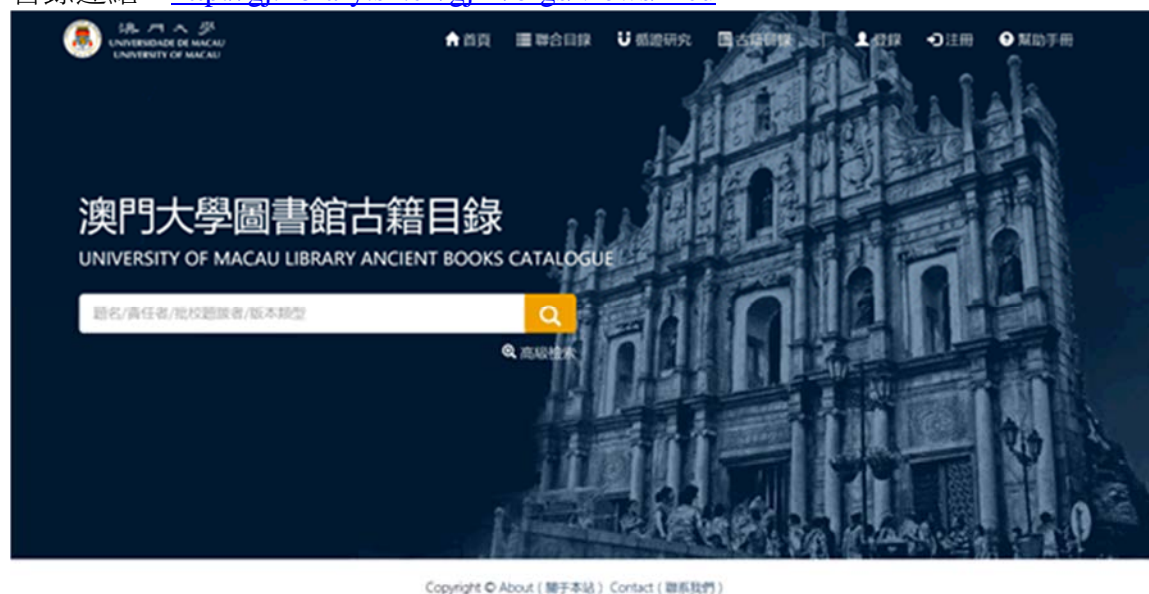 澳門大學
UNIVERSIDADE DE MACAU
UNIVERSITY OF MACAU
首頁 聯合目錄 循證研究 古籍目錄 | 登錄 注冊 幫助手冊
澳門大學圖書館古籍目錄
UNIVERSITY OF MACAU LIBRARY ANCIENT BOOKS CATALOGUE
題名/責任者/批校題跋者/版本類型
高級檢索
Copyright © About ( 關于本站 ) Contact ( 聯系我們 )